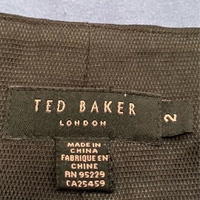 TED BAKER
LONDON
2
MADE IN
CHINA
FABRIQUE EN
CHINE
RN 95229
CA25459